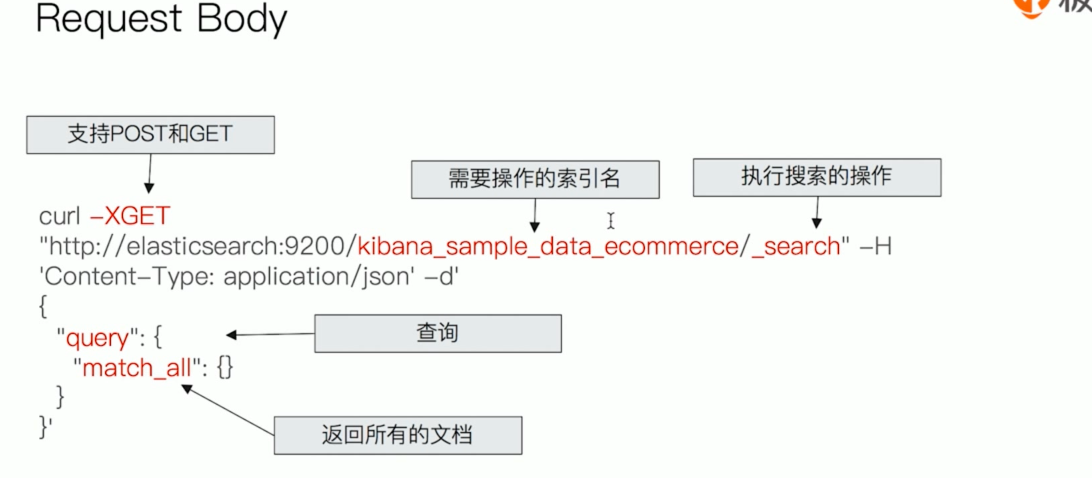 Request Body
支持POST和GET
需要操作的索引名
执行搜索的操作
curl –XGET
"http://elasticsearch:9200/kibana_sample_data_ecommerce/_search" –H
'Content–Type: application/json' –d'
{
"query": {
查询
"match_all": {}
}
}'
返回所有的文档